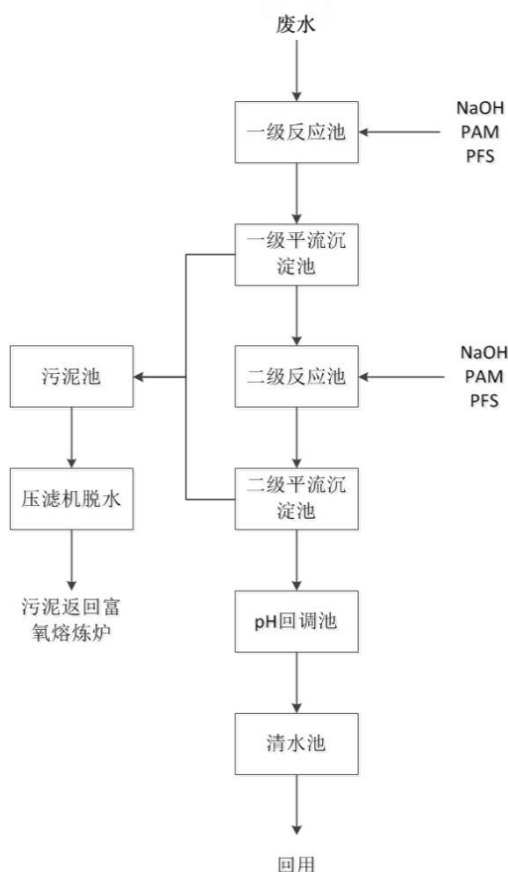 废水
一级反应池
NaOH
PAM
PFS
一级平流沉
淀池
污泥池
二级反应池
NaOH
PAM
PFS
压滤机脱水
二级平流沉
淀池
污泥返回富
氧熔炼炉
pH回调池
清水池
回用